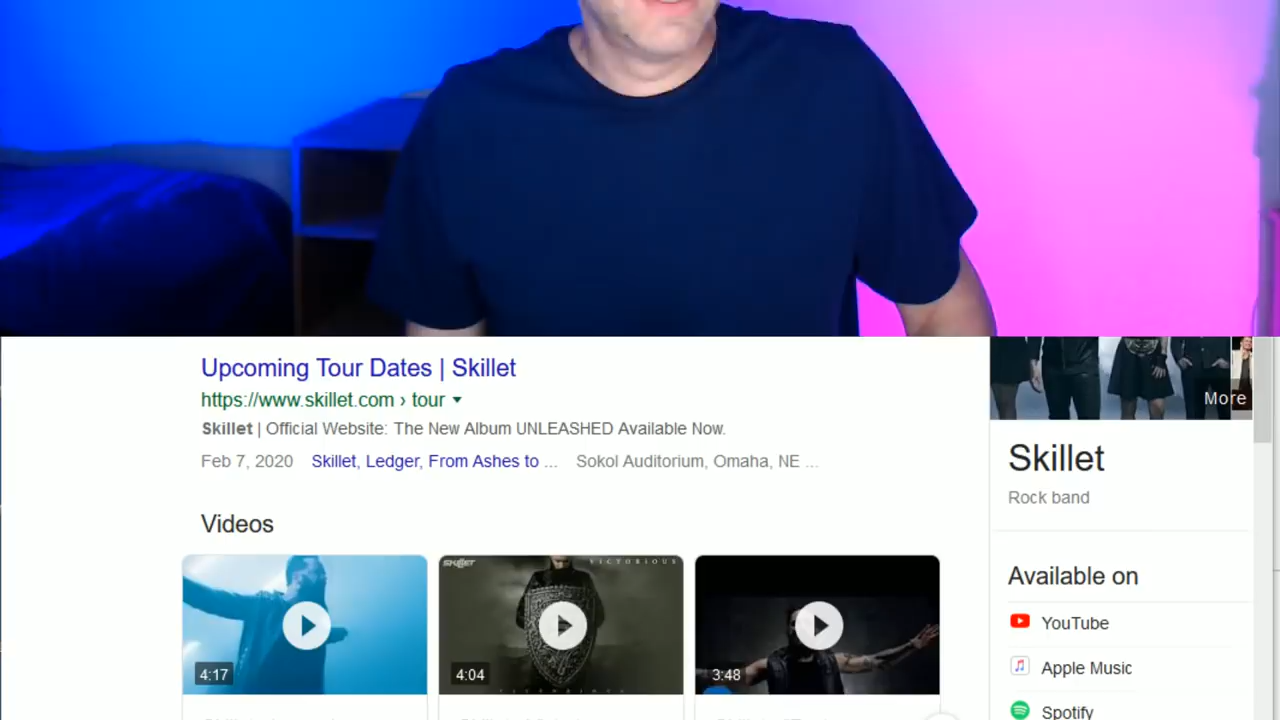 Upcoming Tour Dates | Skillet
https://www.skillet.com › tour
Skillet | Official Website: The New Album UNLEASHED Available Now.
Feb 7, 2020 Skillet, Ledger, From Ashes to ... Sokol Auditorium, Omaha, NE ...
Videos
SKILLET VICTORIOUS
4:17
4:04
3:48
More
Skillet
Rock band
Available on
YouTube
Apple Music
Spotify